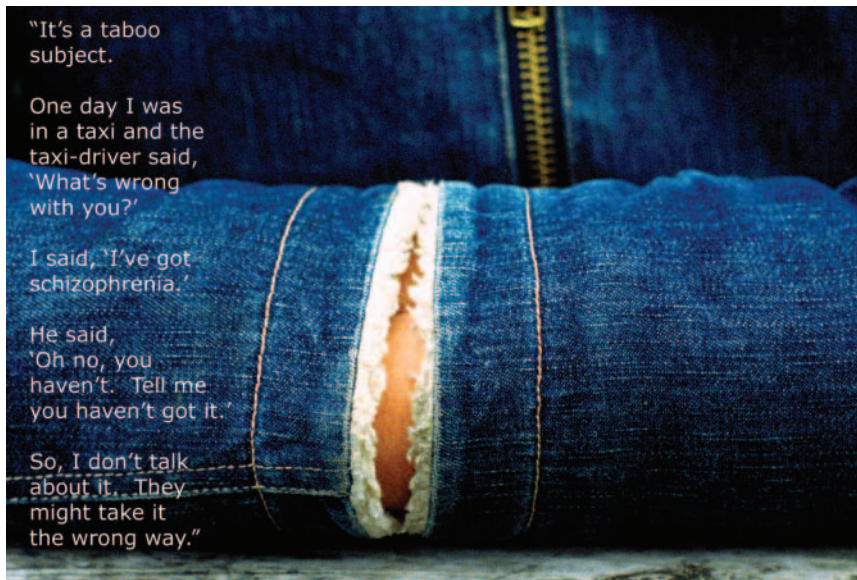 “It’s a taboo
subject.
One day I was
in a taxi and the
taxi-driver said,
‘What’s wrong
with you?’
I said, ‘I’ve got
schizophrenia.’
He said,
‘Oh no, you
haven’t.  Tell me
you haven’t got it.’
So, I don’t talk
about it.  They
might take it
the wrong way.”